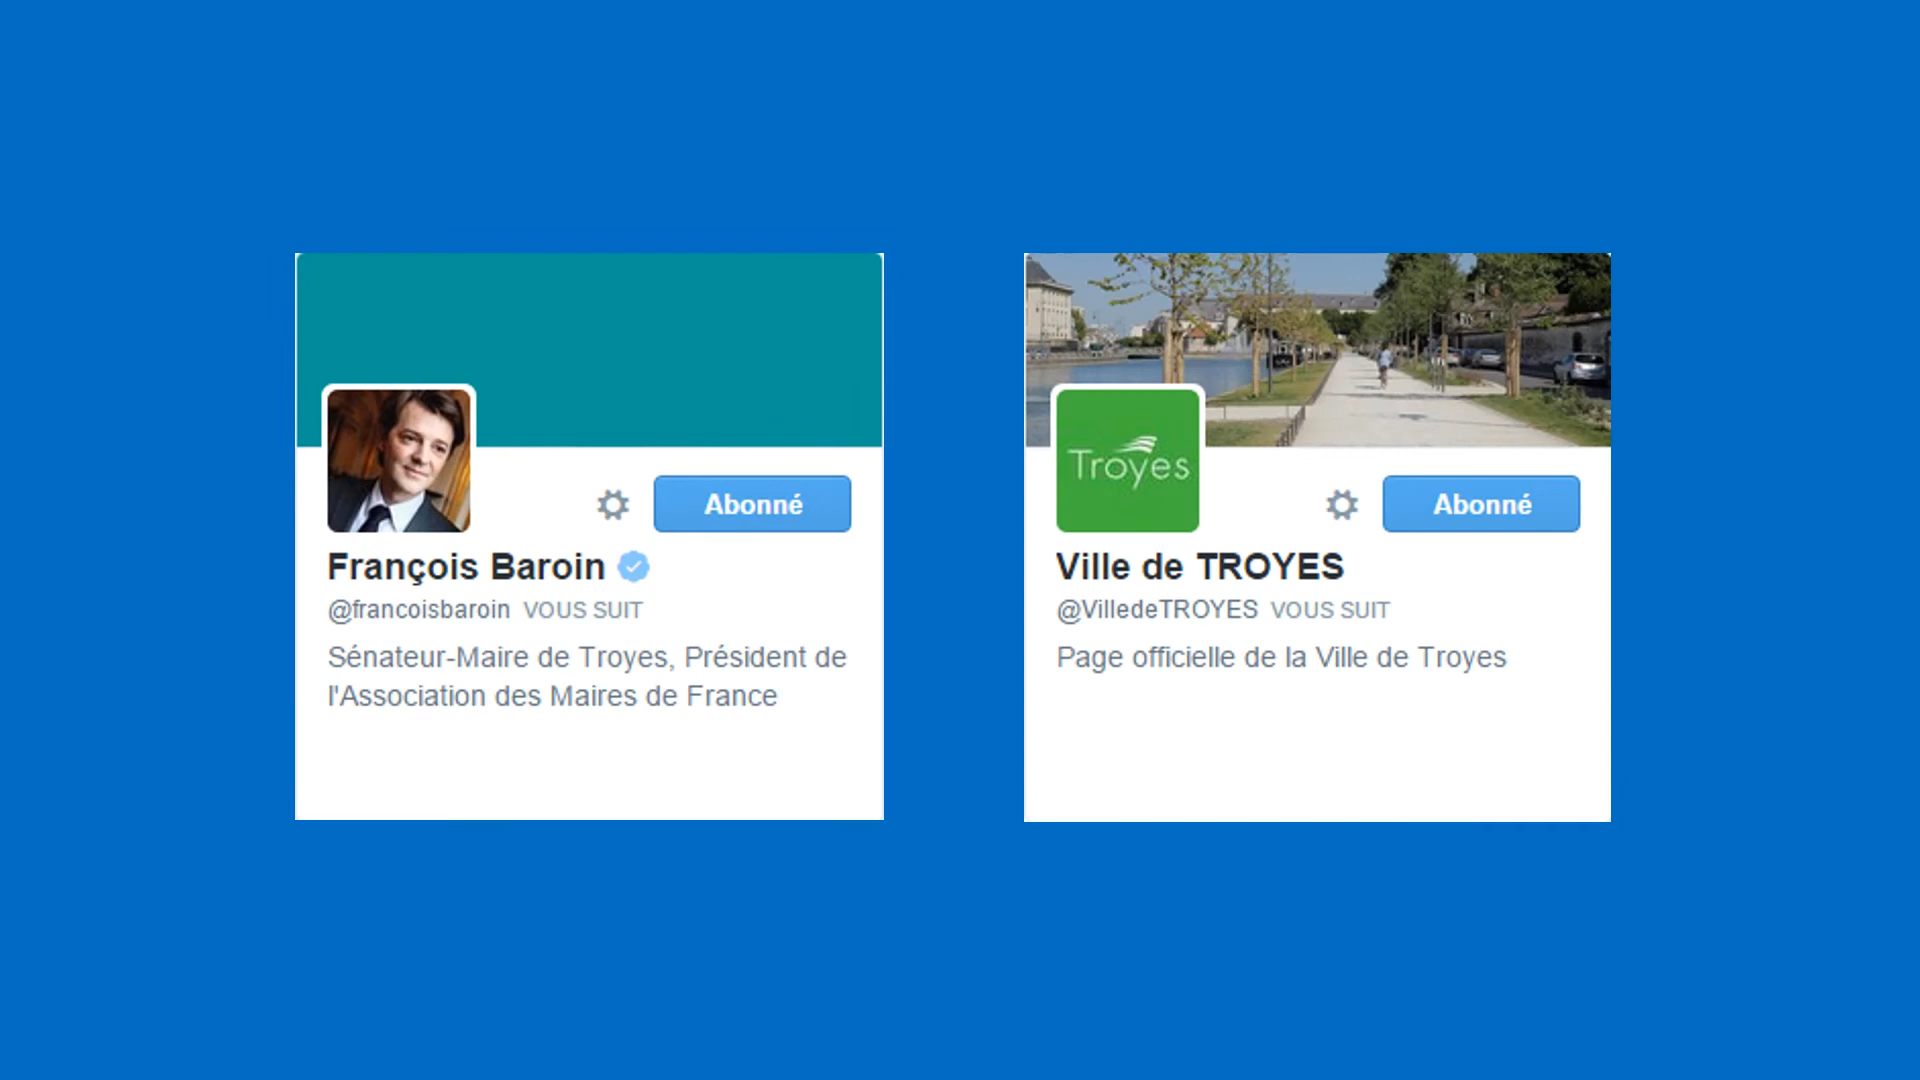 François Baroin
@francoisbaroin VOUS SUIT
Abonné
Sénateur-Maire de Troyes, Président de
l'Association des Maires de France
Troyes
Abonné
Ville de TROYES
@VilledeTROYES VOUS SUIT
Page officielle de la Ville de Troyes